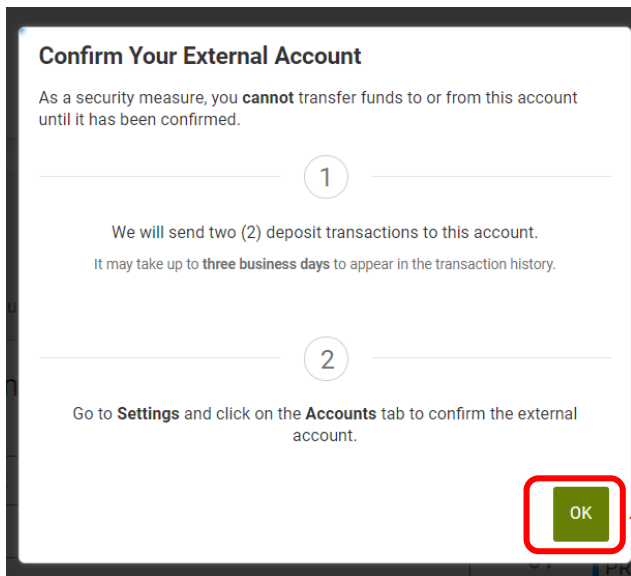 Confirm Your External Account
As a security measure, you cannot transfer funds to or from this account
until it has been confirmed.
1
We will send two (2) deposit transactions to this account.
It may take up to three business days to appear in the transaction history.
2
Go to Settings and click on the Accounts tab to confirm the external
account.
OK
PR